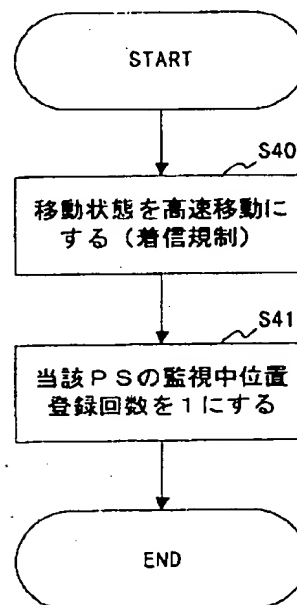 START
S40
移動状態を高速移動に
する（着信規制）
S41
当該ＰＳの監視中位置
登録回数を１にする
END